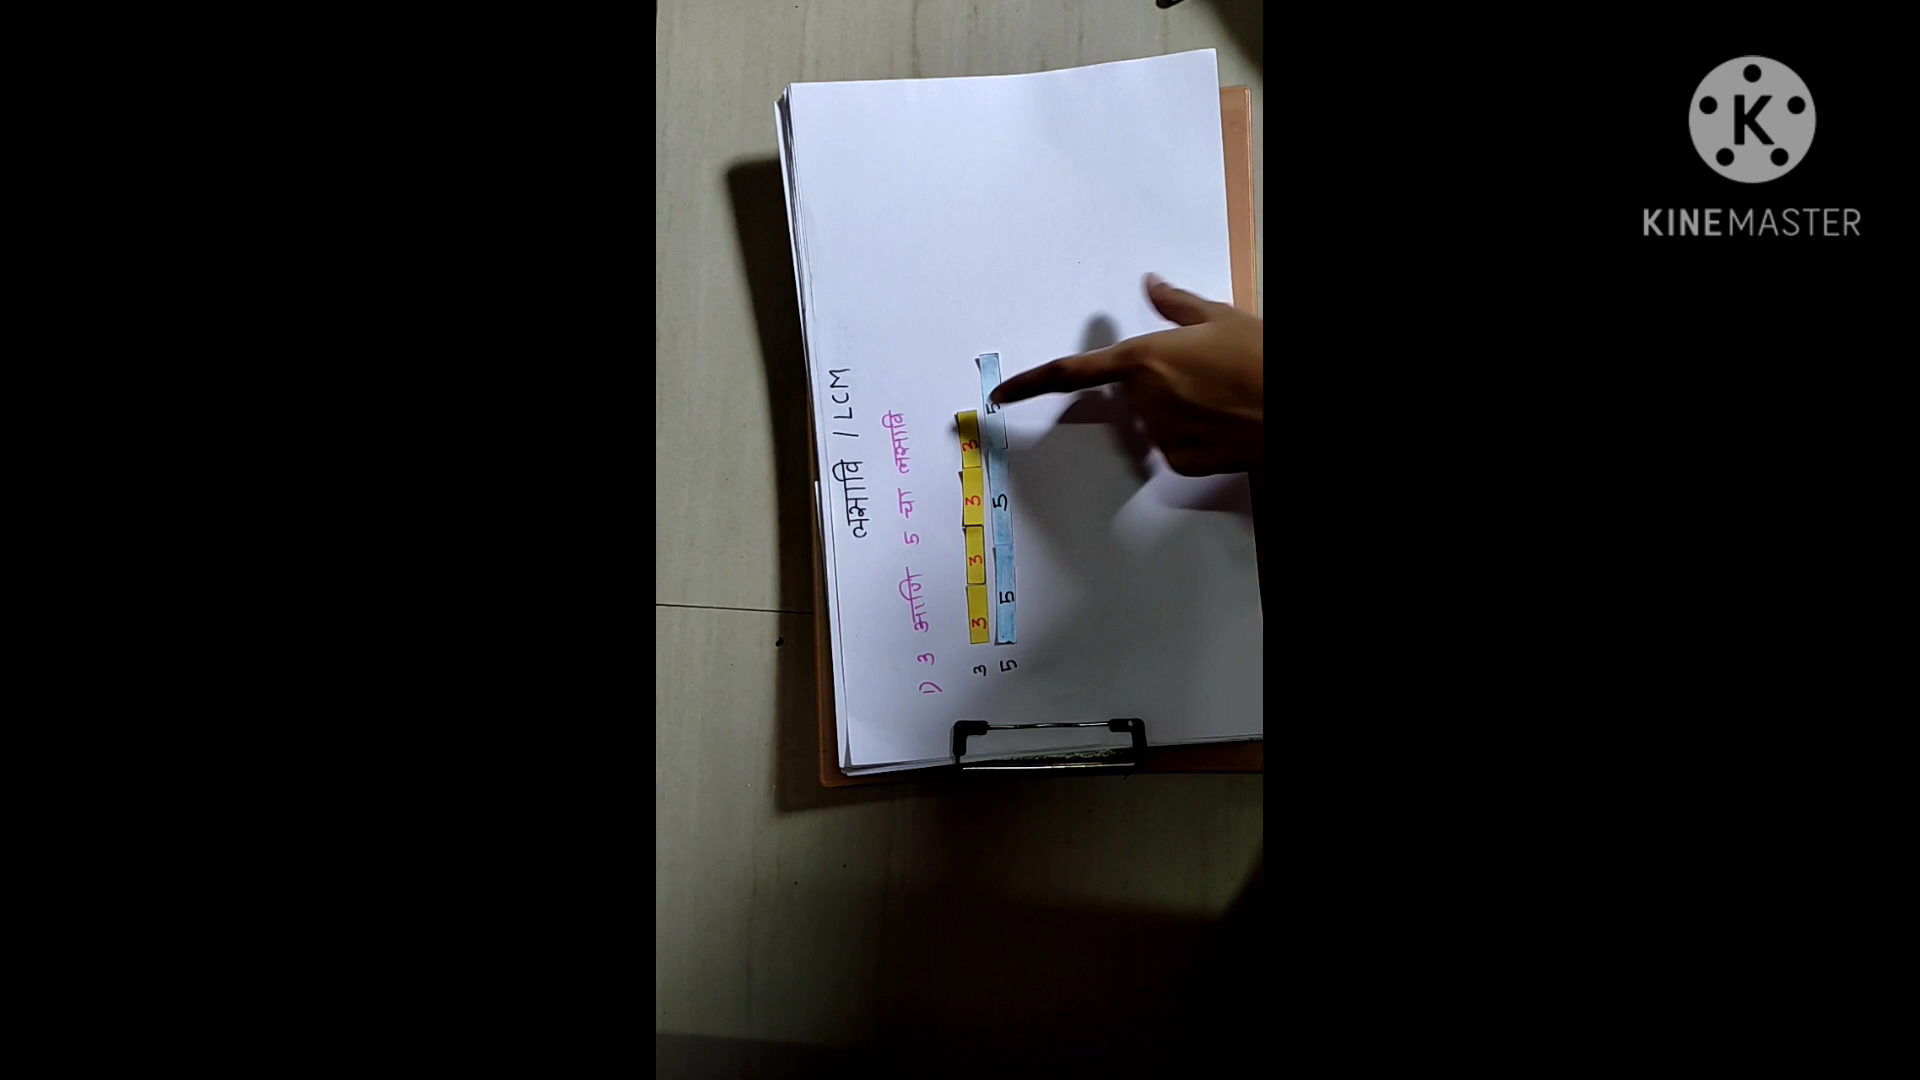 लसावि / LCM
1) 3 आणि 5 चा लसावि
3 3 3 3 3
5 5 5 5
K
KINEMASTER